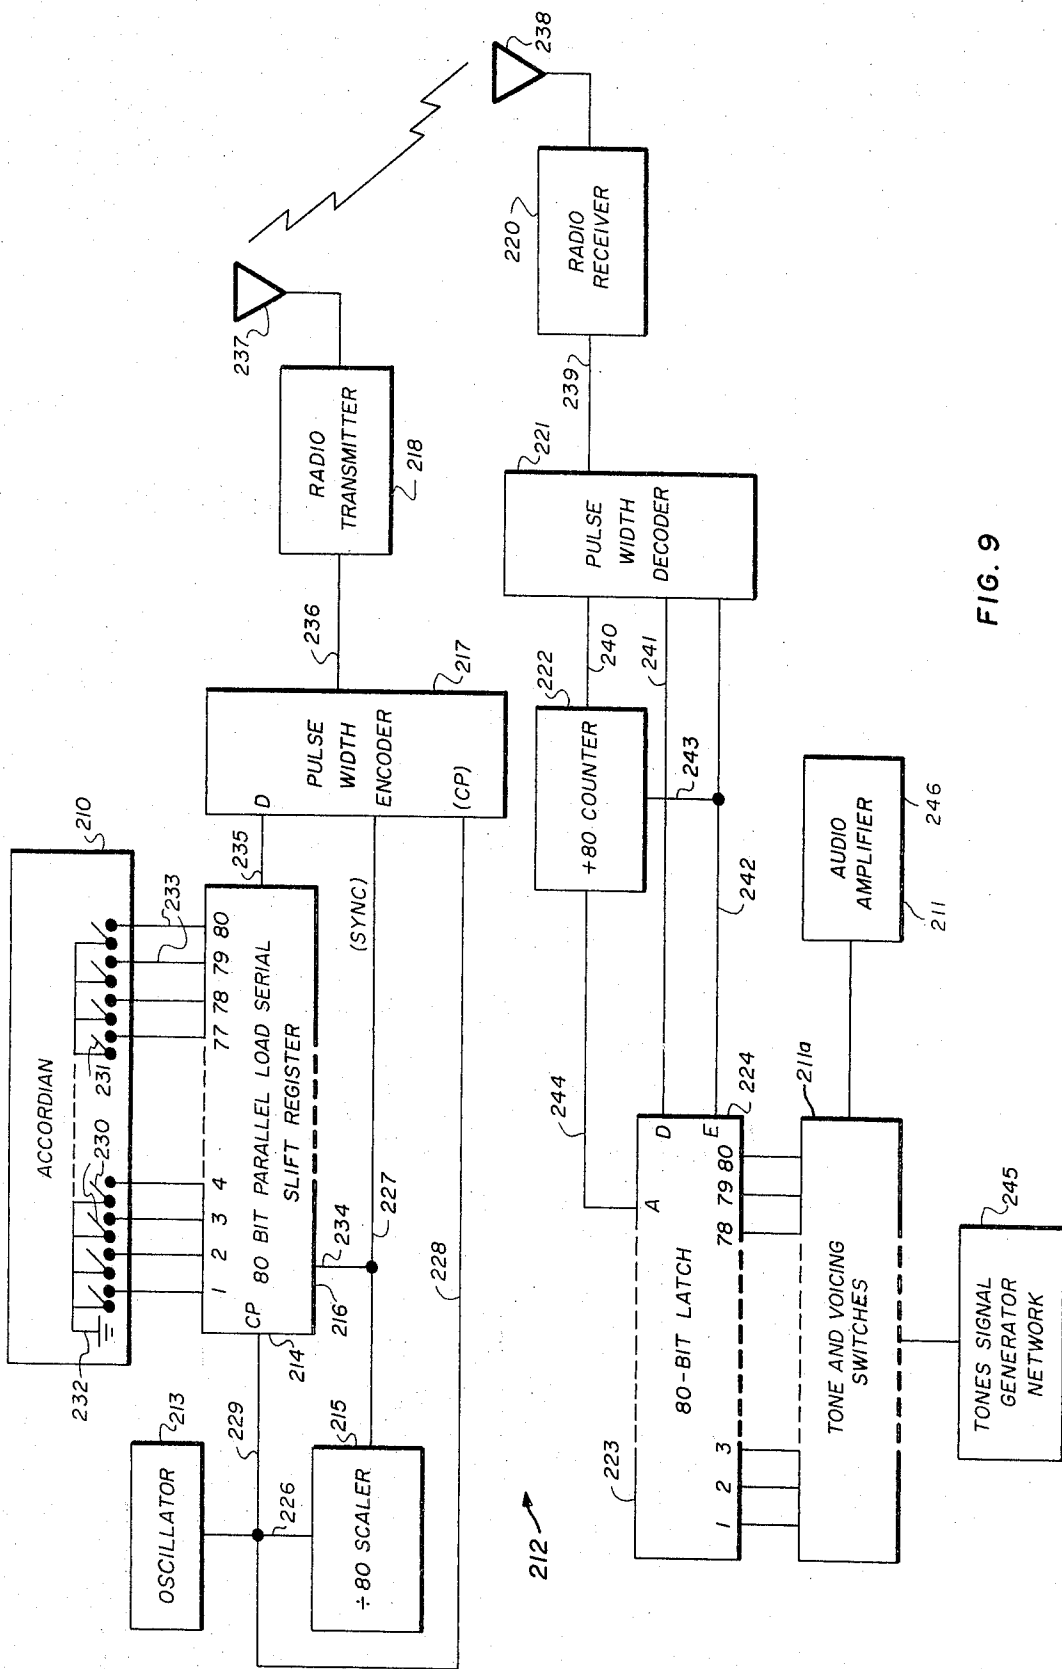 ACCORDIAN
210
232
230
231
233
1 2 3 4 77 78 79 80
OSCILLATOR
213
229
226
÷80 SCALER
215
CP
80 BIT PARALLEL LOAD SERIAL
SLIFT REGISTER
214
216
234
227
228
(SYNC)
235
D
PULSE
WIDTH
ENCODER
(CP)
217
236
RADIO
TRANSMITTER
218
237
238
RADIO
RECEIVER
220
239
PULSE
WIDTH
DECODER
221
240
241
242
243
222
+80 COUNTER
244
212
80-BIT LATCH
223
A
D
E
224
1 2 3 78 79 80
TONE AND VOICING
SWITCHES
211a
TONES SIGNAL
GENERATOR
NETWORK
245
AUDIO
AMPLIFIER
211
246
FIG. 9